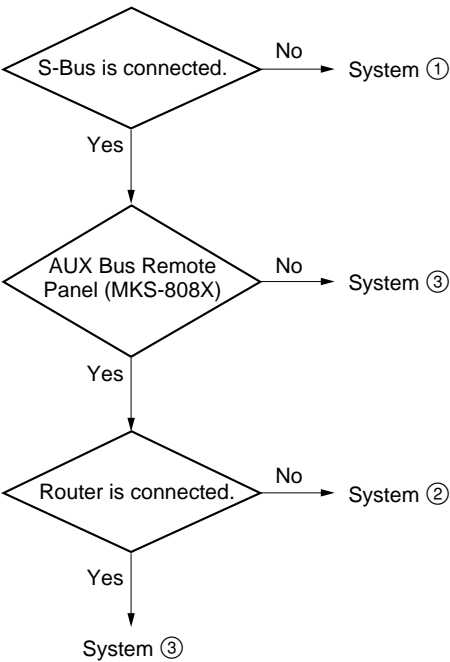 S-Bus is connected.
No
System ①
Yes
AUX Bus Remote
Panel (MKS-808X)
No
System ③
Yes
Router is connected.
No
System ②
Yes
System ③